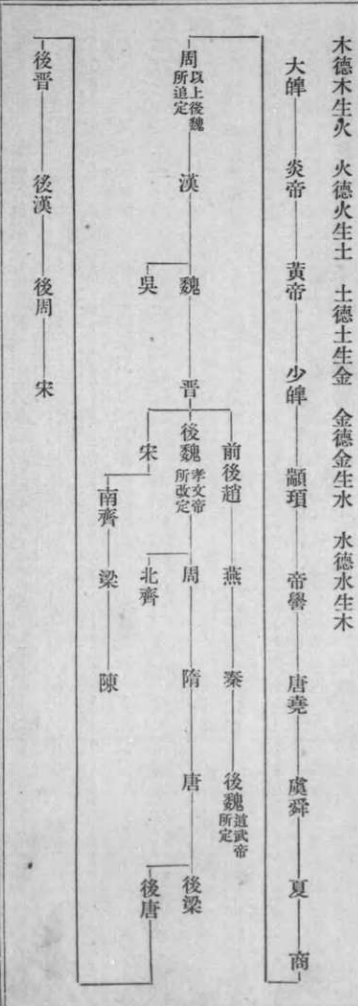 木德木生火　火德火生土　土德土生金　金德金生水　水德水生木
大皥　炎帝　黃帝　少皥　顓頊　帝嚳　唐堯　虞舜　夏　商
前後趙　燕　秦　後魏道武帝所定
周以上後魏所追定　漢　魏　晋　後魏孝文帝所改定　周　隋　唐　後梁
吳　宋　北齊　後唐
南齊　梁　陳
後晋　後漢　後周　宋